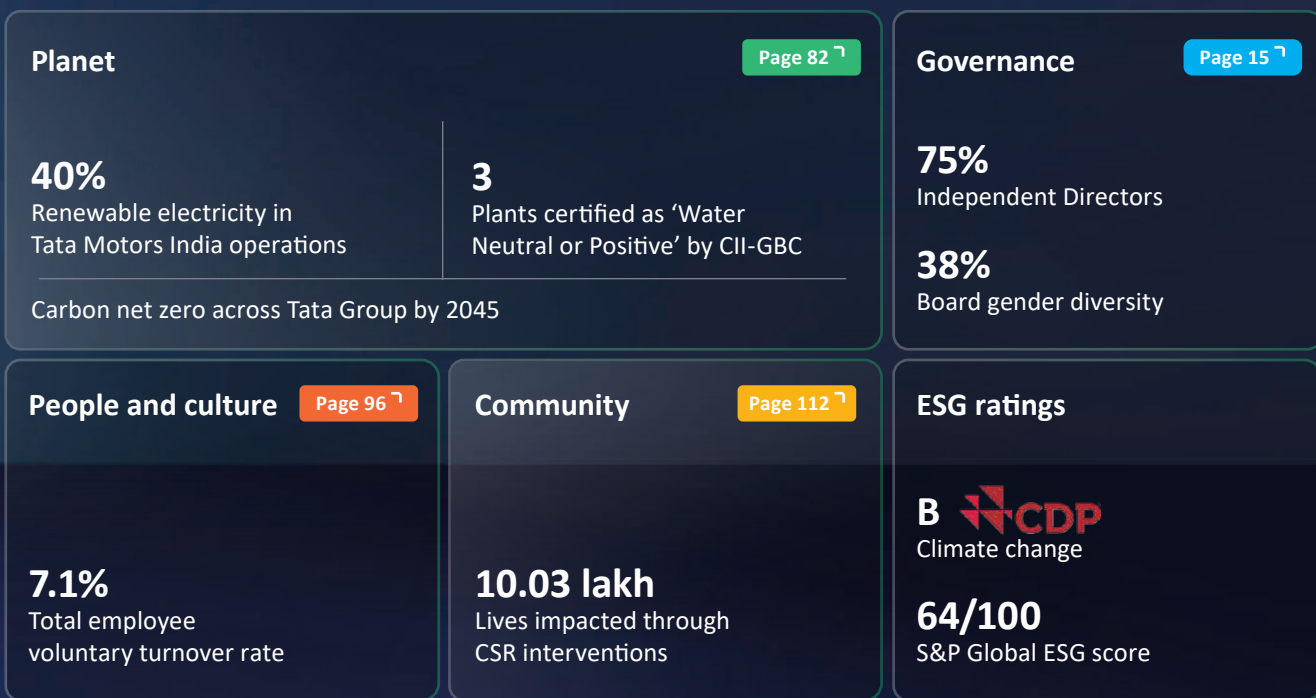 Planet
Page 82
40%
Renewable electricity in
Tata Motors India operations
3
Plants certified as ‘Water
Neutral or Positive’ by CII-GBC
Carbon net zero across Tata Group by 2045
Governance
Page 15
75%
Independent Directors
38%
Board gender diversity
People and culture
Page 96
7.1%
Total employee
voluntary turnover rate
Community
Page 112
10.03 lakh
Lives impacted through
CSR interventions
ESG ratings
B CDP
Climate change
64/100
S&P Global ESG score